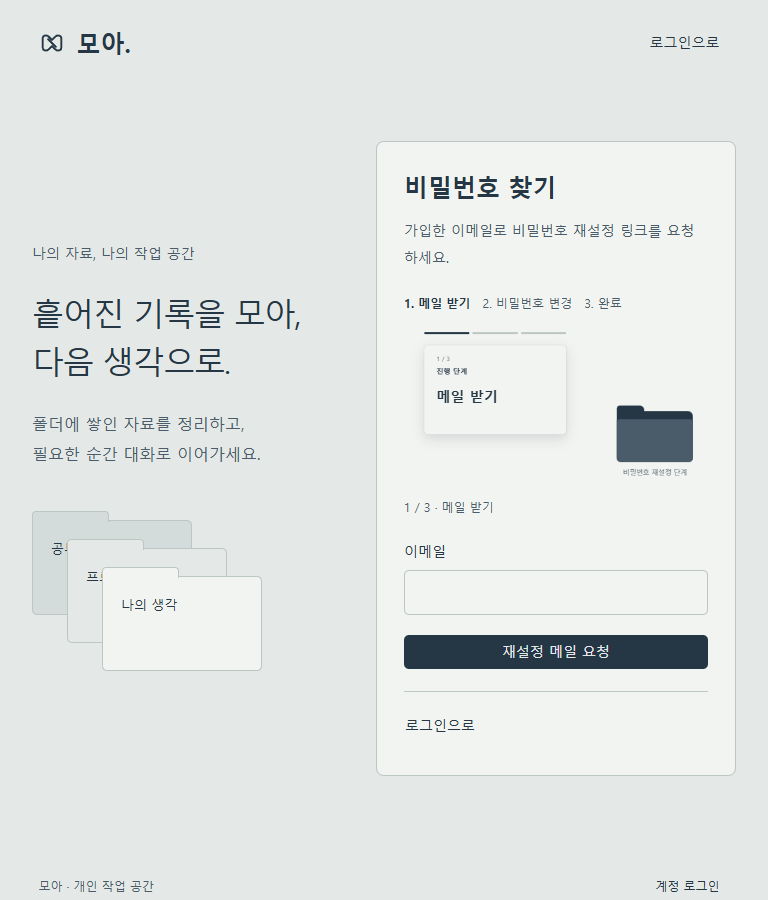 모아.
로그인으로
나의 자료, 나의 작업 공간
흩어진 기록을 모아,
다음 생각으로.
폴더에 쌓인 자료를 정리하고,
필요한 순간 대화로 이어가세요.
나의 생각
비밀번호 찾기
가입한 이메일로 비밀번호 재설정 링크를 요청
하세요.
1. 메일 받기 2. 비밀번호 변경 3. 완료
1 / 3
진행 단계
메일 받기
비밀번호 재설정 단계
1 / 3 · 메일 받기
이메일
재설정 메일 요청
로그인으로
모아 · 개인 작업 공간
계정 로그인